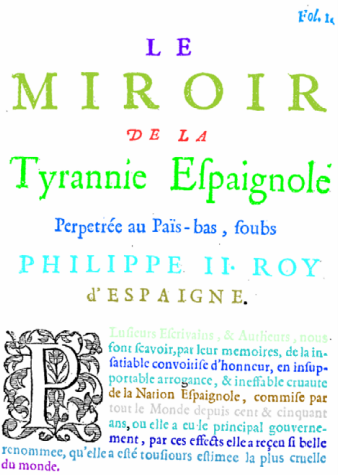 Fol. 1.
LE
MIROIR
DE LA
Tyrannie Eſpaignole
Perpetrée au Païs-bas, ſoubs
PHILIPPE II. ROY
d'ESPAIGNE.
PLuſieurs Eſcrivains, & Autheurs, nous
font ſcavoir, par leur memoires, de la in-
ſatiable convoitiſe d'honneur, en inſup-
portable arrogance, & ineffable cruaute
de la Nation Eſpaignole, commiſe par
tout le Monde depuis cent & cinquant
ans, ou elle a eu le principal gouverne-
ment, par ces effects elle a reçeu ſi belle
renommee, qu'elle a eſté touſiours eſtimee la plus cruelle
du monde.